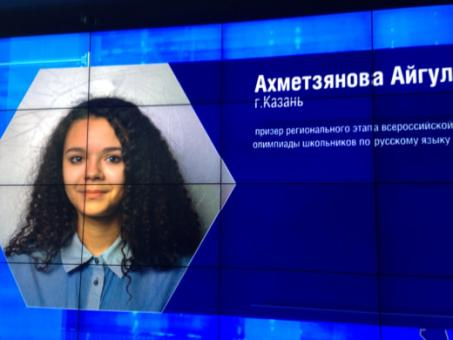 Ахметзянова Айгул
г.Казань
призер регионального этапа всероссийской
олимпиады школьников по русскому языку